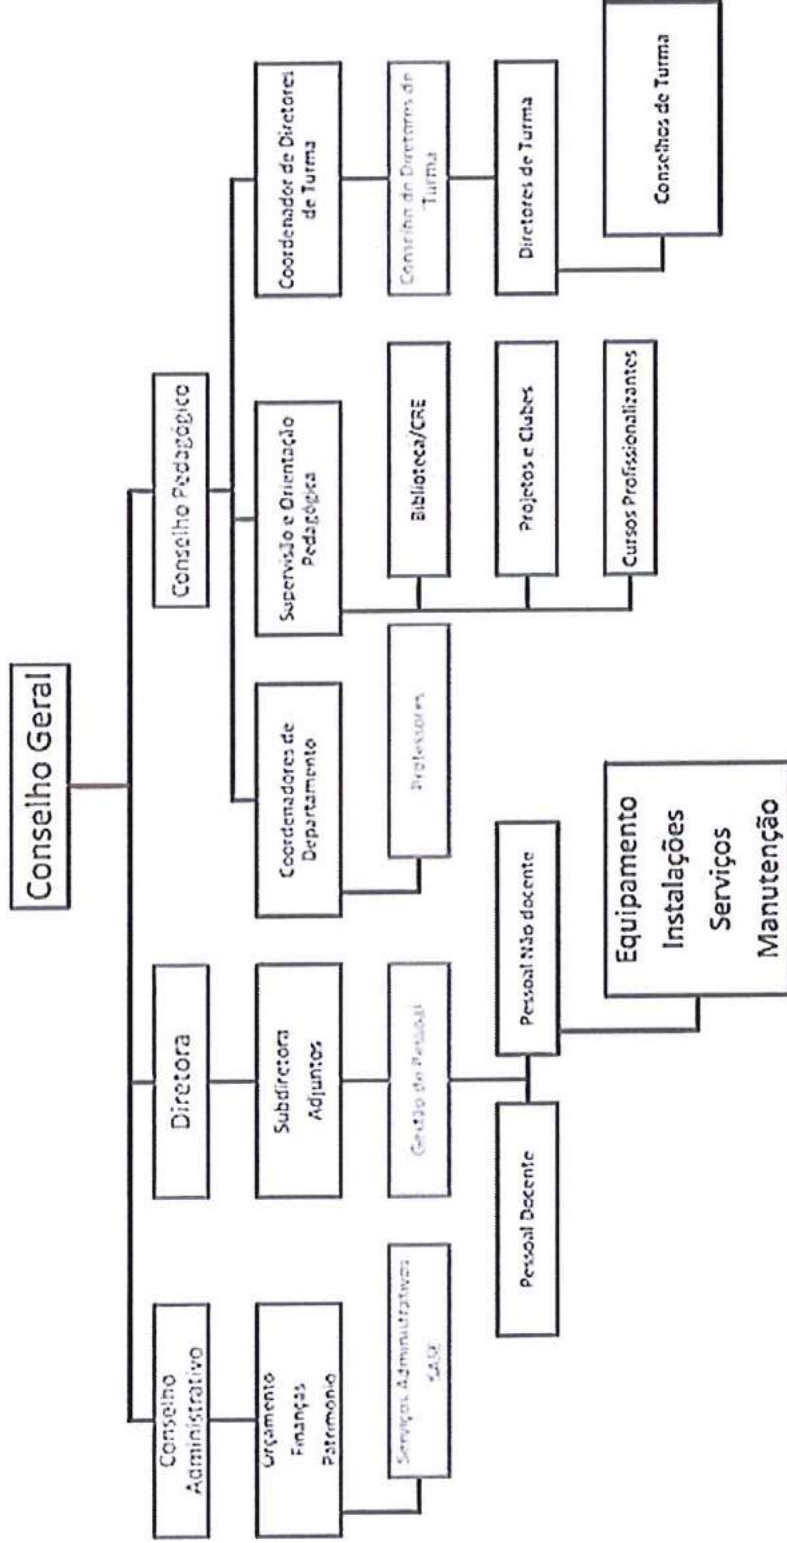 Conselho Geral
Conselho
Administrativo
Diretora
Conselho Pedagógico
Orçamento
Finanças
Patrimonio
Subdiretora
Adjuntos
Coordenadores de
Departamento
Supervisão e Orientação
Pedagógica
Coordenador de Diretores
de Turma
Serviços Administrativos
SASE
Gestão de Pessoal
Professores
Biblioteca/CRE
Conselho de Diretores de
Turma
Pessoal Docente
Pessoal Não docente
Projetos e Clubes
Diretores de Turma
Equipamento
Instalações
Serviços
Manutenção
Cursos Profissionalizantes
Conselhos de Turma